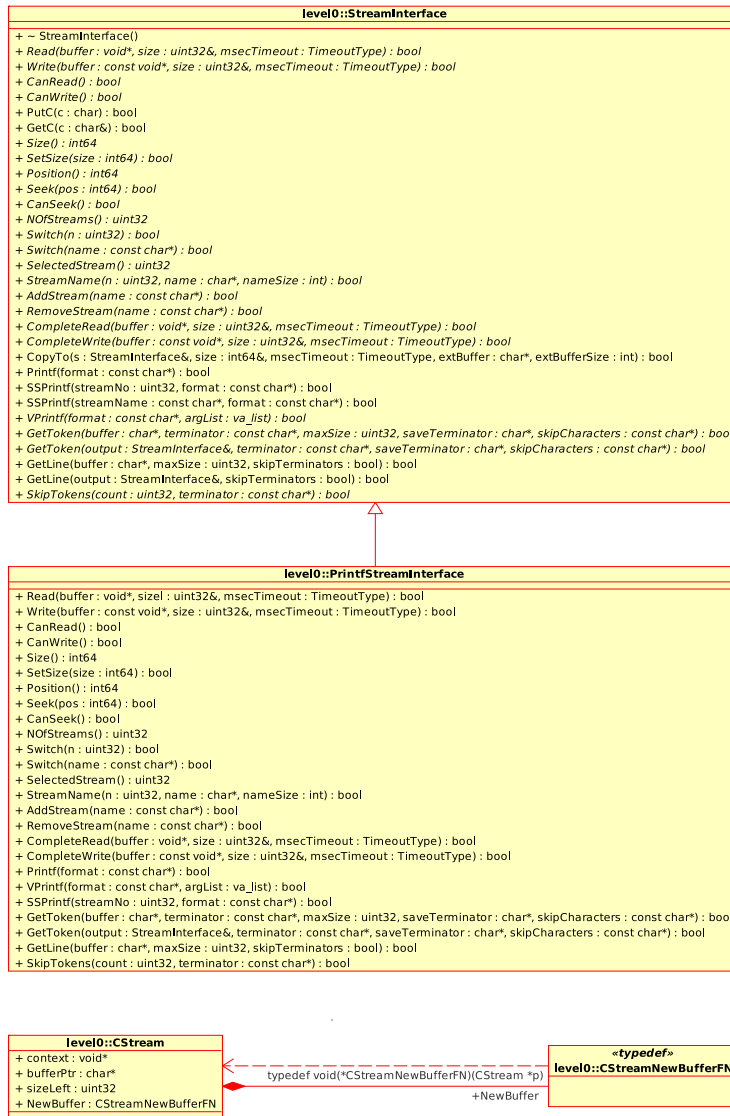 level0::StreamInterface
+ ~ StreamInterface()
+ Read(buffer : void*, size : uint32&, msecTimeout : TimeoutType) : bool
+ Write(buffer : const void*, size : uint32&, msecTimeout : TimeoutType) : bool
+ CanRead() : bool
+ CanWrite() : bool
+ PutC(c : char) : bool
+ GetC(c : char&) : bool
+ Size() : int64
+ SetSize(size : int64) : bool
+ Position() : int64
+ Seek(pos : int64) : bool
+ CanSeek() : bool
+ NOfStreams() : uint32
+ Switch(n : uint32) : bool
+ Switch(name : const char*) : bool
+ SelectedStream() : uint32
+ StreamName(n : uint32, name : char*, nameSize : int) : bool
+ AddStream(name : const char*) : bool
+ RemoveStream(name : const char*) : bool
+ CompleteRead(buffer : void*, size : uint32&, msecTimeout : TimeoutType) : bool
+ CompleteWrite(buffer : const void*, size : uint32&, msecTimeout : TimeoutType) : bool
+ CopyTo(s : StreamInterface&, size : int64&, msecTimeout : TimeoutType, extBuffer : char*, extBufferSize : int) : bool
+ Printf(format : const char*) : bool
+ SSPrintf(streamNo : uint32, format : const char*) : bool
+ SSPrintf(streamName : const char*, format : const char*) : bool
+ VPrintf(format : const char*, argList : va_list) : bool
+ GetToken(buffer : char*, terminator : const char*, maxSize : uint32, saveTerminator : char*, skipCharacters : const char*) : boo
+ GetToken(output : StreamInterface&, terminator : const char*, saveTerminator : char*, skipCharacters : const char*) : bool
+ GetLine(buffer : char*, maxSize : uint32, skipTerminators : bool) : bool
+ GetLine(output : StreamInterface&, skipTerminators : bool) : bool
+ SkipTokens(count : uint32, terminator : const char*) : bool
level0::PrintfStreamInterface
+ Read(buffer : void*, sizel : uint32&, msecTimeout : TimeoutType) : bool
+ Write(buffer : const void*, size : uint32&, msecTimeout : TimeoutType) : bool
+ CanRead() : bool
+ CanWrite() : bool
+ Size() : int64
+ SetSize(size : int64) : bool
+ Position() : int64
+ Seek(pos : int64) : bool
+ CanSeek() : bool
+ NOfStreams() : uint32
+ Switch(n : uint32) : bool
+ Switch(name : const char*) : bool
+ SelectedStream() : uint32
+ StreamName(n : uint32, name : char*, nameSize : int) : bool
+ AddStream(name : const char*) : bool
+ RemoveStream(name : const char*) : bool
+ CompleteRead(buffer : void*, size : uint32&, msecTimeout : TimeoutType) : bool
+ CompleteWrite(buffer : const void*, size : uint32&, msecTimeout : TimeoutType) : bool
+ Printf(format : const char*) : bool
+ VPrintf(format : const char*, argList : va_list) : bool
+ SSPrintf(streamNo : uint32, format : const char*) : bool
+ GetToken(buffer : char*, terminator : const char*, maxSize : uint32, saveTerminator : char*, skipCharacters : const char*) : boo
+ GetToken(output : StreamInterface&, terminator : const char*, saveTerminator : char*, skipCharacters : const char*) : bool
+ GetLine(buffer : char*, maxSize : uint32, skipTerminators : bool) : bool
+ SkipTokens(count : uint32, terminator : const char*) : bool
level0::CStream
+ context : void*
+ bufferPtr : char*
+ sizeLeft : uint32
+ NewBuffer : CStreamNewBufferFN
typedef void(*CStreamNewBufferFN)(CStream *p)
+NewBuffer
«typedef»
level0::CStreamNewBufferFN